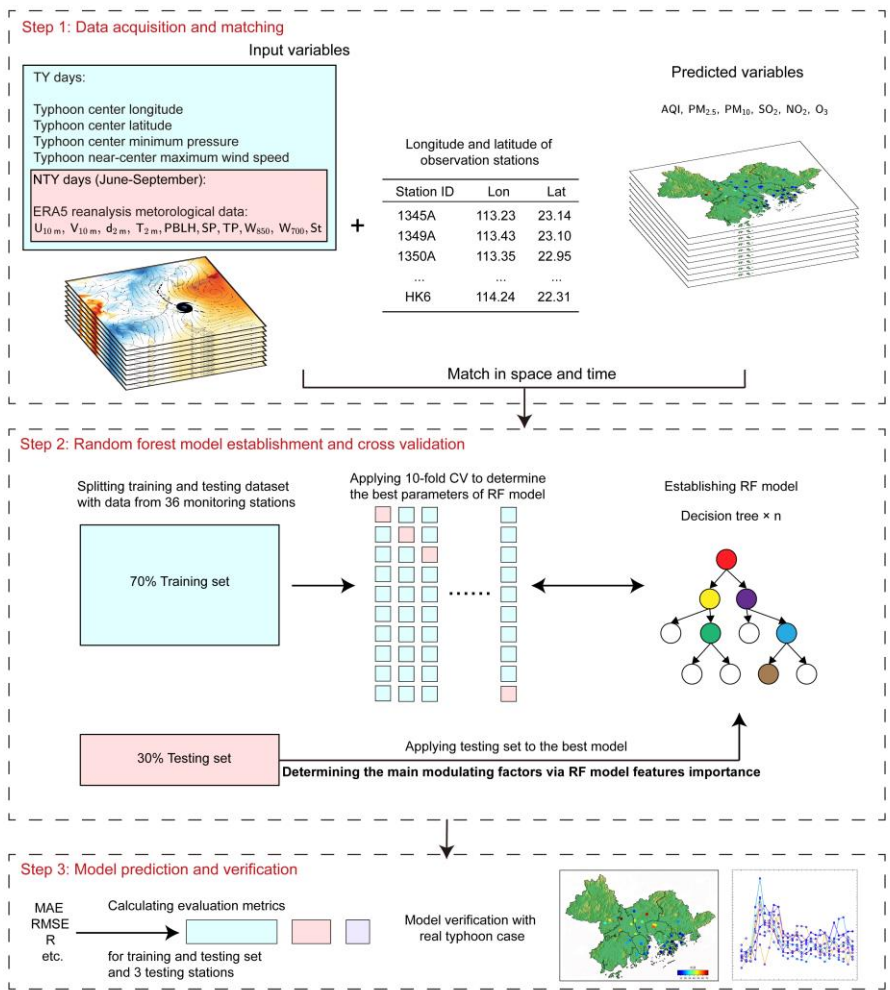 Step 1: Data acquisition and matching
Input variables
TY days:
Typhoon center longitude
Typhoon center latitude
Typhoon center minimum pressure
Typhoon near-center maximum wind speed
NTY days (June-September):
ERA5 reanalysis metorological data:
U10 m, V10 m, d2 m, T2 m, PBLH, SP, TP, W850, W700, St
+
Longitude and latitude of
observation stations
Station ID Lon Lat
1345A 113.23 23.14
1349A 113.43 23.10
1350A 113.35 22.95
... ... ...
HK6 114.24 22.31
Predicted variables
AQI, PM2.5, PM10, SO2, NO2, O3
Match in space and time
Step 2: Random forest model establishment and cross validation
Splitting training and testing dataset
with data from 36 monitoring stations
70% Training set
Applying 10-fold CV to determine
the best parameters of RF model
......
Establishing RF model
Decision tree × n
30% Testing set
Applying testing set to the best model
Determining the main modulating factors via RF model features importance
Step 3: Model prediction and verification
MAE
RMSE
R
etc.
Calculating evaluation metrics
for training and testing set
and 3 testing stations
Model verification with
real typhoon case